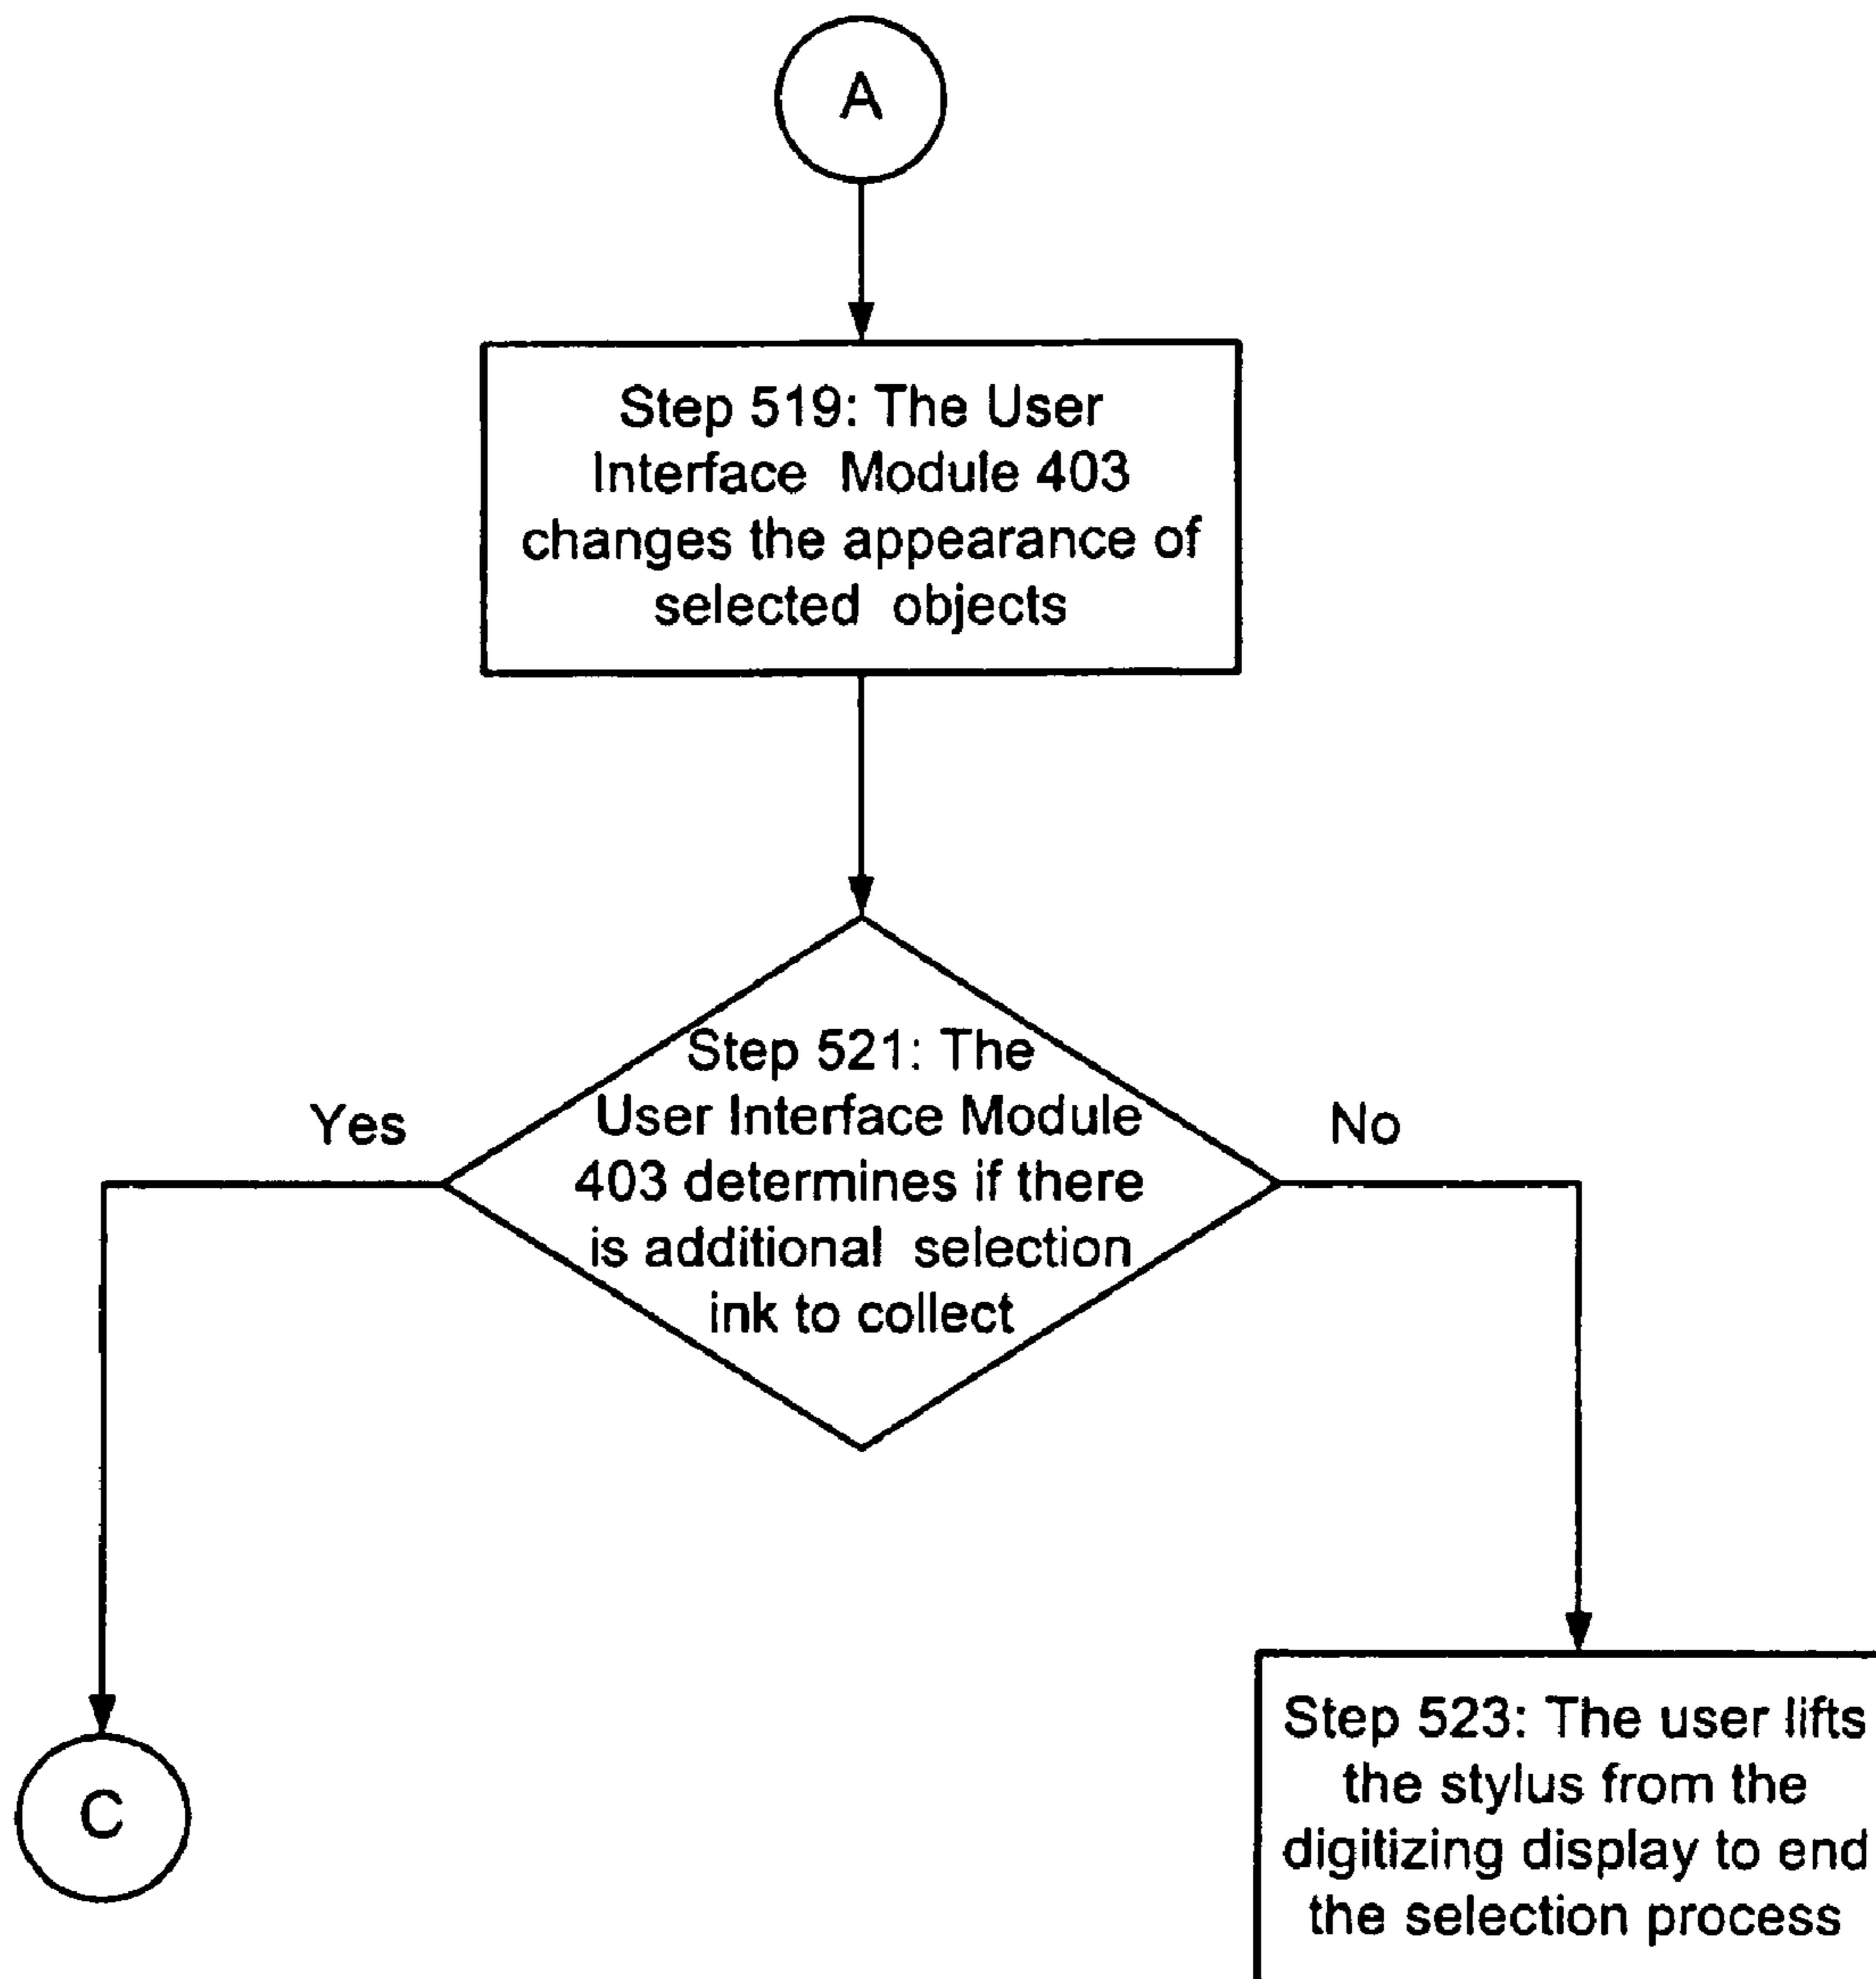 A
Step 519: The User
Interface Module 403
changes the appearance of
selected objects
Step 521: The
User Interface Module
403 determines if there
is additional selection
ink to collect
Yes
No
C
Step 523: The user lifts
the stylus from the
digitizing display to end
the selection process